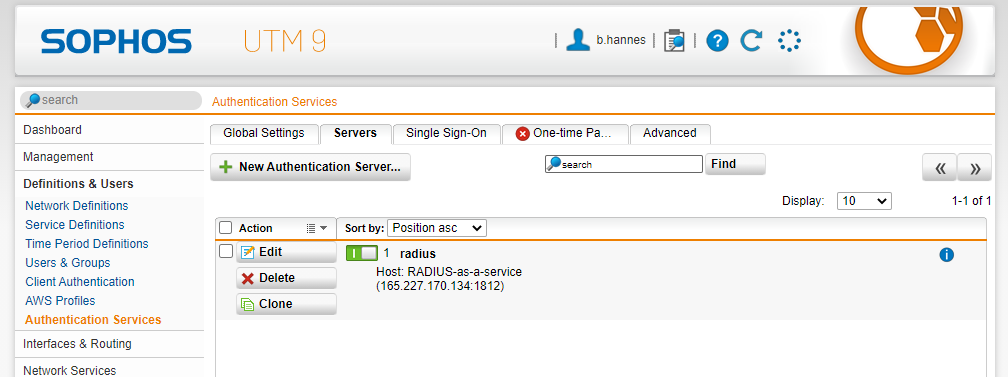 SOPHOS UTM 9 | b.hannes | |
search
Authentication Services
Dashboard
Management
Definitions & Users
Network Definitions
Service Definitions
Time Period Definitions
Users & Groups
Client Authentication
AWS Profiles
Authentication Services
Interfaces & Routing
Network Services
Global Settings Servers Single Sign-On One-time Pa... Advanced
New Authentication Server... search Find « »
Display: 10 1-1 of 1
Action Sort by: Position asc
Edit 1 radius
Host: RADIUS-as-a-service
Delete (165.227.170.134:1812)
Clone